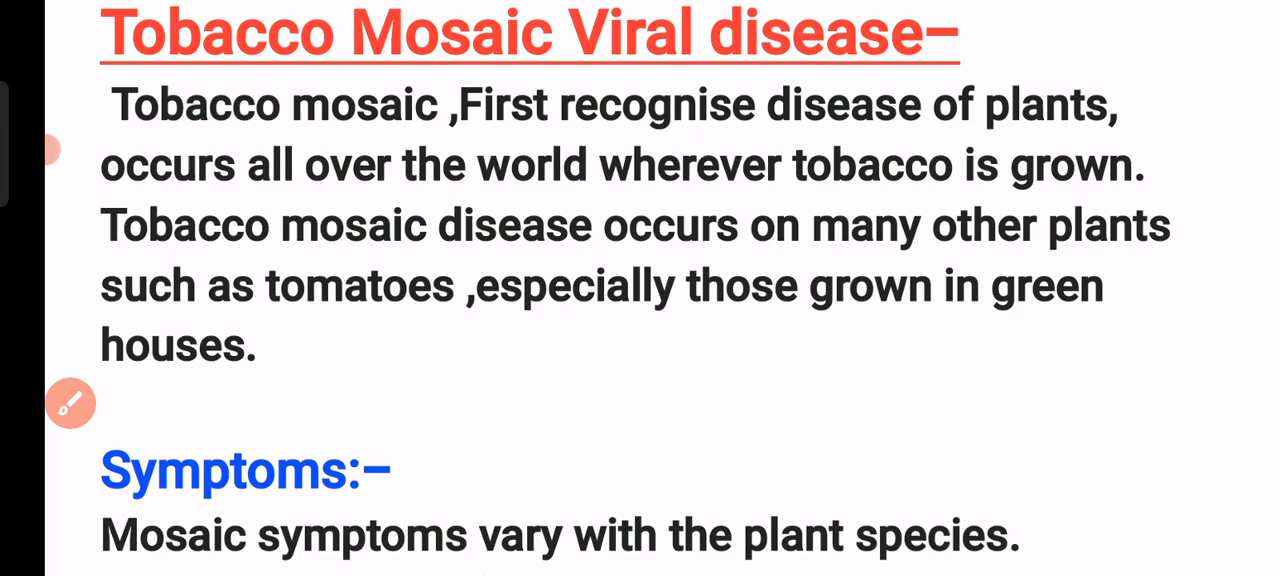 Tobacco Mosaic Viral disease–
Tobacco mosaic ,First recognise disease of plants,
occurs all over the world wherever tobacco is grown.
Tobacco mosaic disease occurs on many other plants
such as tomatoes ,especially those grown in green
houses.
Symptoms:–
Mosaic symptoms vary with the plant species.